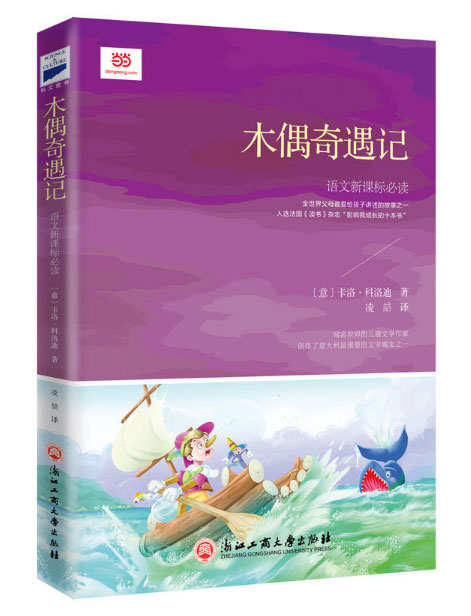 SCIENCE & CULTURE
科文图书
木偶奇遇记
语文新课标必读
〔意〕卡洛·科洛迪 著
凌喆 译
浙江工商大学出版社
当当
dangdang.com
木偶奇遇记
语文新课标必读
全世界父母最爱给孩子讲述的故事之一
入选法国《读书》杂志“影响我成长的十本书”
〔意〕卡洛·科洛迪 著
凌喆 译
闻名世界的儿童文学作家
创作了意大利最重要的文学瑰宝之一
浙江工商大学出版社
ZHEJIANG GONGSHANG UNIVERSITY PRESS